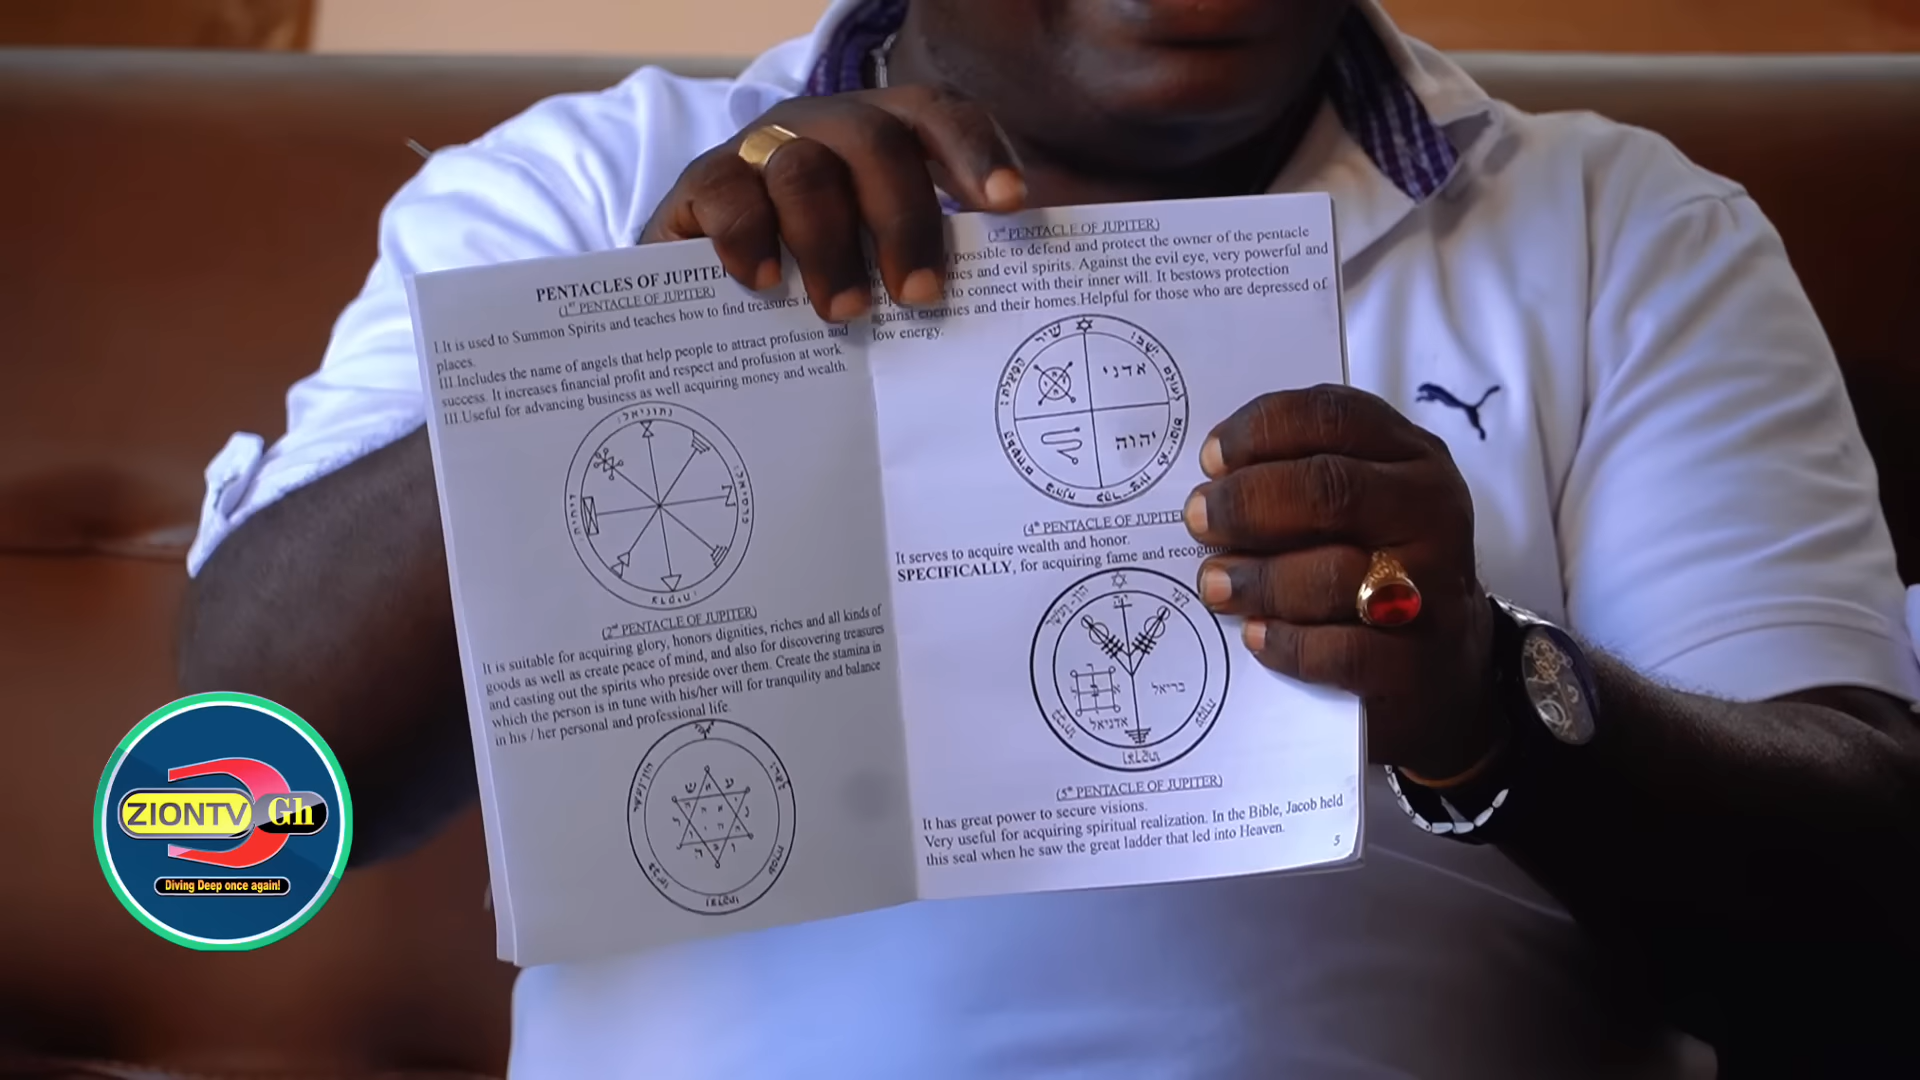 PENTACLES OF JUPITE
(1st PENTACLE OF JUPITER)
I.It is used to Summon Spirits and teaches how to find treasures
places.
III.Includes the name of angels that help people to attract profusion and
success. It increases financial profit and respect and profusion at work.
III.Useful for advancing business as well acquiring money and wealth.
(2nd PENTACLE OF JUPITER)
It is suitable for acquiring glory, honors dignities, riches and all kinds of
goods as well as create peace of mind, and also for discovering treasures
and casting out the spirits who preside over them. Create the stamina in
which the person is in tune with his/her will for tranquility and balance
in his / her personal and professional life.
(3rd PENTACLE OF JUPITER)
possible to defend and protect the owner of the pentacle
and evil spirits. Against the evil eye, very powerful and
to connect with their inner will. It bestows protection
against enemies and their homes.Helpful for those who are depressed of
low energy.
אדני
יהוה
(4th PENTACLE OF JUPITE
It serves to acquire wealth and honor.
SPECIFICALLY, for acquiring fame and
בריאל
אדניאל
(5th PENTACLE OF JUPITER)
It has great power to secure visions.
Very useful for acquiring spiritual realization. In the Bible, Jacob held
this seal when he saw the great ladder that led into Heaven.
5
ZIONTV Gh
Diving Deep once again!